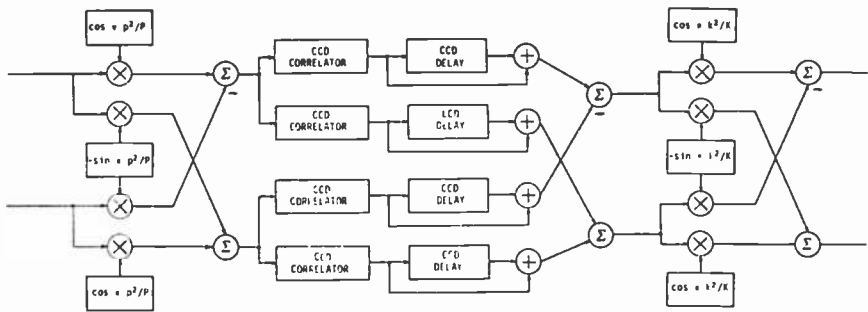 cos π p²/P
cos π k²/K
CCD
CORRELATOR
CCD
DELAY
CCD
CORRELATOR
CCD
DELAY
-sin π p²/P
-sin π k²/K
CCD
CORRELATOR
CCD
DELAY
CCD
CORRELATOR
CCD
DELAY
cos π p²/P
cos π k²/K
Σ
−
Σ
Σ
−
Σ
Σ
−
Σ